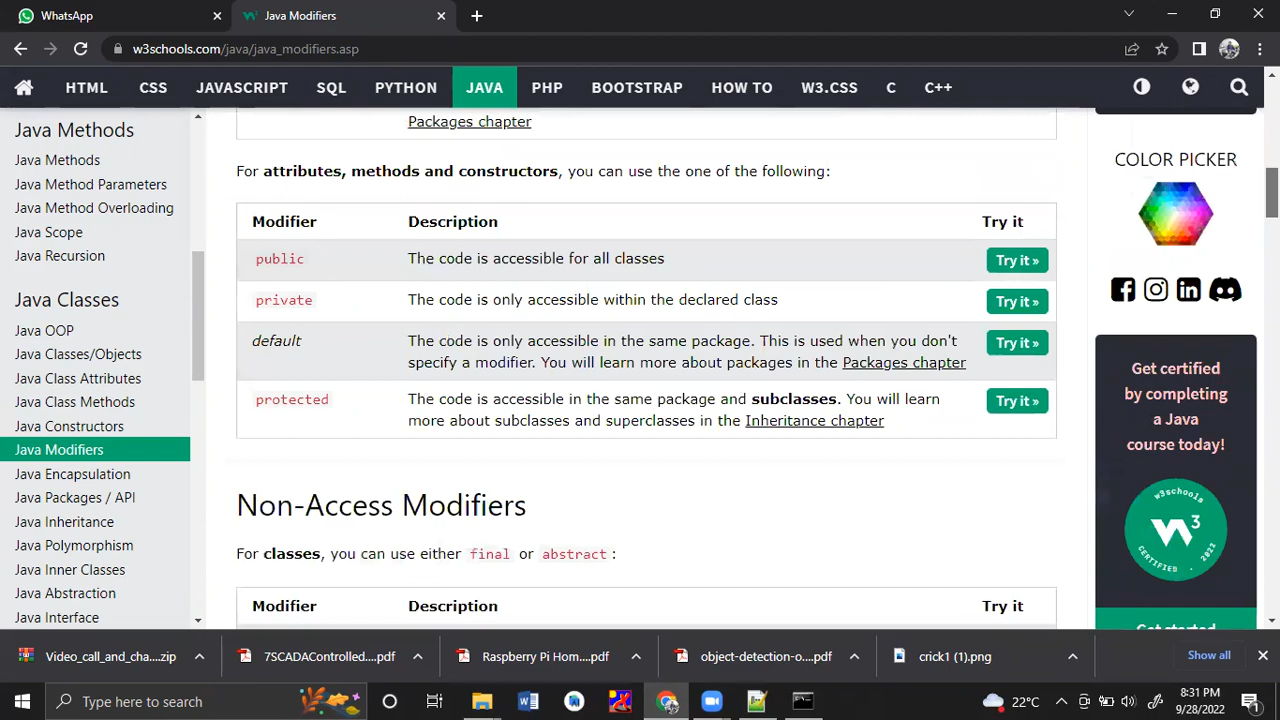 WhatsApp
Java Modifiers
w3schools.com/java/java_modifiers.asp
HTML CSS JAVASCRIPT SQL PYTHON JAVA PHP BOOTSTRAP HOW TO W3.CSS C C++
Java Methods
Java Methods
Java Method Parameters
Java Method Overloading
Java Scope
Java Recursion
Java Classes
Java OOP
Java Classes/Objects
Java Class Attributes
Java Class Methods
Java Constructors
Java Modifiers
Java Encapsulation
Java Packages / API
Java Inheritance
Java Polymorphism
Java Inner Classes
Java Abstraction
Java Interface
Packages chapter
For attributes, methods and constructors, you can use the one of the following:
Modifier Description Try it
public The code is accessible for all classes Try it »
private The code is only accessible within the declared class Try it »
default The code is only accessible in the same package. This is used when you don't Try it »
specify a modifier. You will learn more about packages in the Packages chapter
protected The code is accessible in the same package and subclasses. You will learn Try it »
more about subclasses and superclasses in the Inheritance chapter
Non-Access Modifiers
For classes, you can use either final or abstract :
Modifier Description Try it
COLOR PICKER
Get certified
by completing
a Java
course today!
w3schools
W3
CERTIFIED . 2022
Get started
Video_call_and_cha....zip
7SCADAControlled....pdf
Raspberry Pi Hom....pdf
object-detection-o....pdf
crick1 (1).png
Show all
Type here to search
22°C
8:31 PM
9/28/2022
1